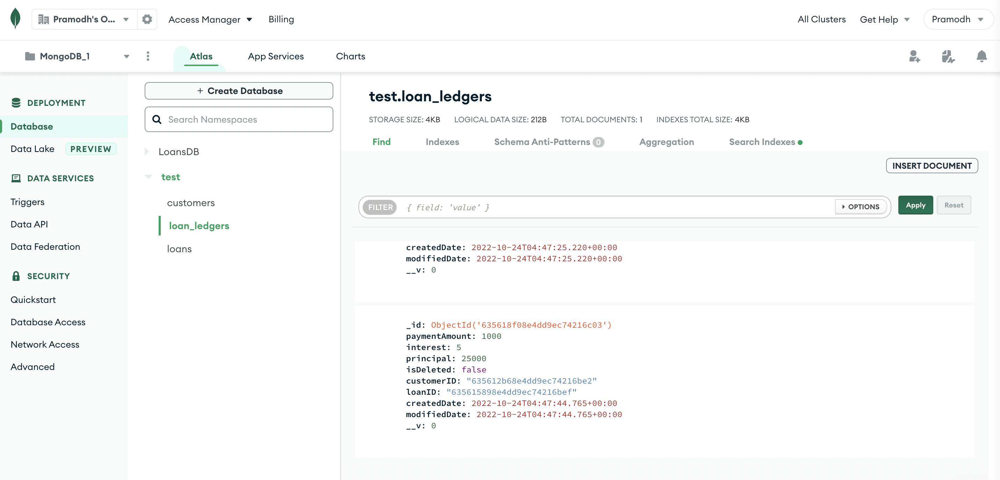 Pramodh's O...
Access Manager
Billing
All Clusters
Get Help
Pramodh
MongoDB_1
Atlas
App Services
Charts
DEPLOYMENT
Database
Data Lake PREVIEW
DATA SERVICES
Triggers
Data API
Data Federation
SECURITY
Quickstart
Database Access
Network Access
Advanced
+ Create Database
Search Namespaces
LoansDB
test
customers
loan_ledgers
loans
test.loan_ledgers
STORAGE SIZE: 4KB LOGICAL DATA SIZE: 212B TOTAL DOCUMENTS: 1 INDEXES TOTAL SIZE: 4KB
Find Indexes Schema Anti-Patterns 0 Aggregation Search Indexes
INSERT DOCUMENT
FILTER { field: 'value' } OPTIONS Apply Reset
createdDate: 2022-10-24T04:47:25.220+00:00
modifiedDate: 2022-10-24T04:47:25.220+00:00
__v: 0
_id: ObjectId('635618f08e4dd9ec74216c03')
paymentAmount: 1000
interest: 5
principal: 25000
isDeleted: false
customerID: "635612b68e4dd9ec74216be2"
loanID: "635615898e4dd9ec74216bef"
createdDate: 2022-10-24T04:47:44.765+00:00
modifiedDate: 2022-10-24T04:47:44.765+00:00
__v: 0